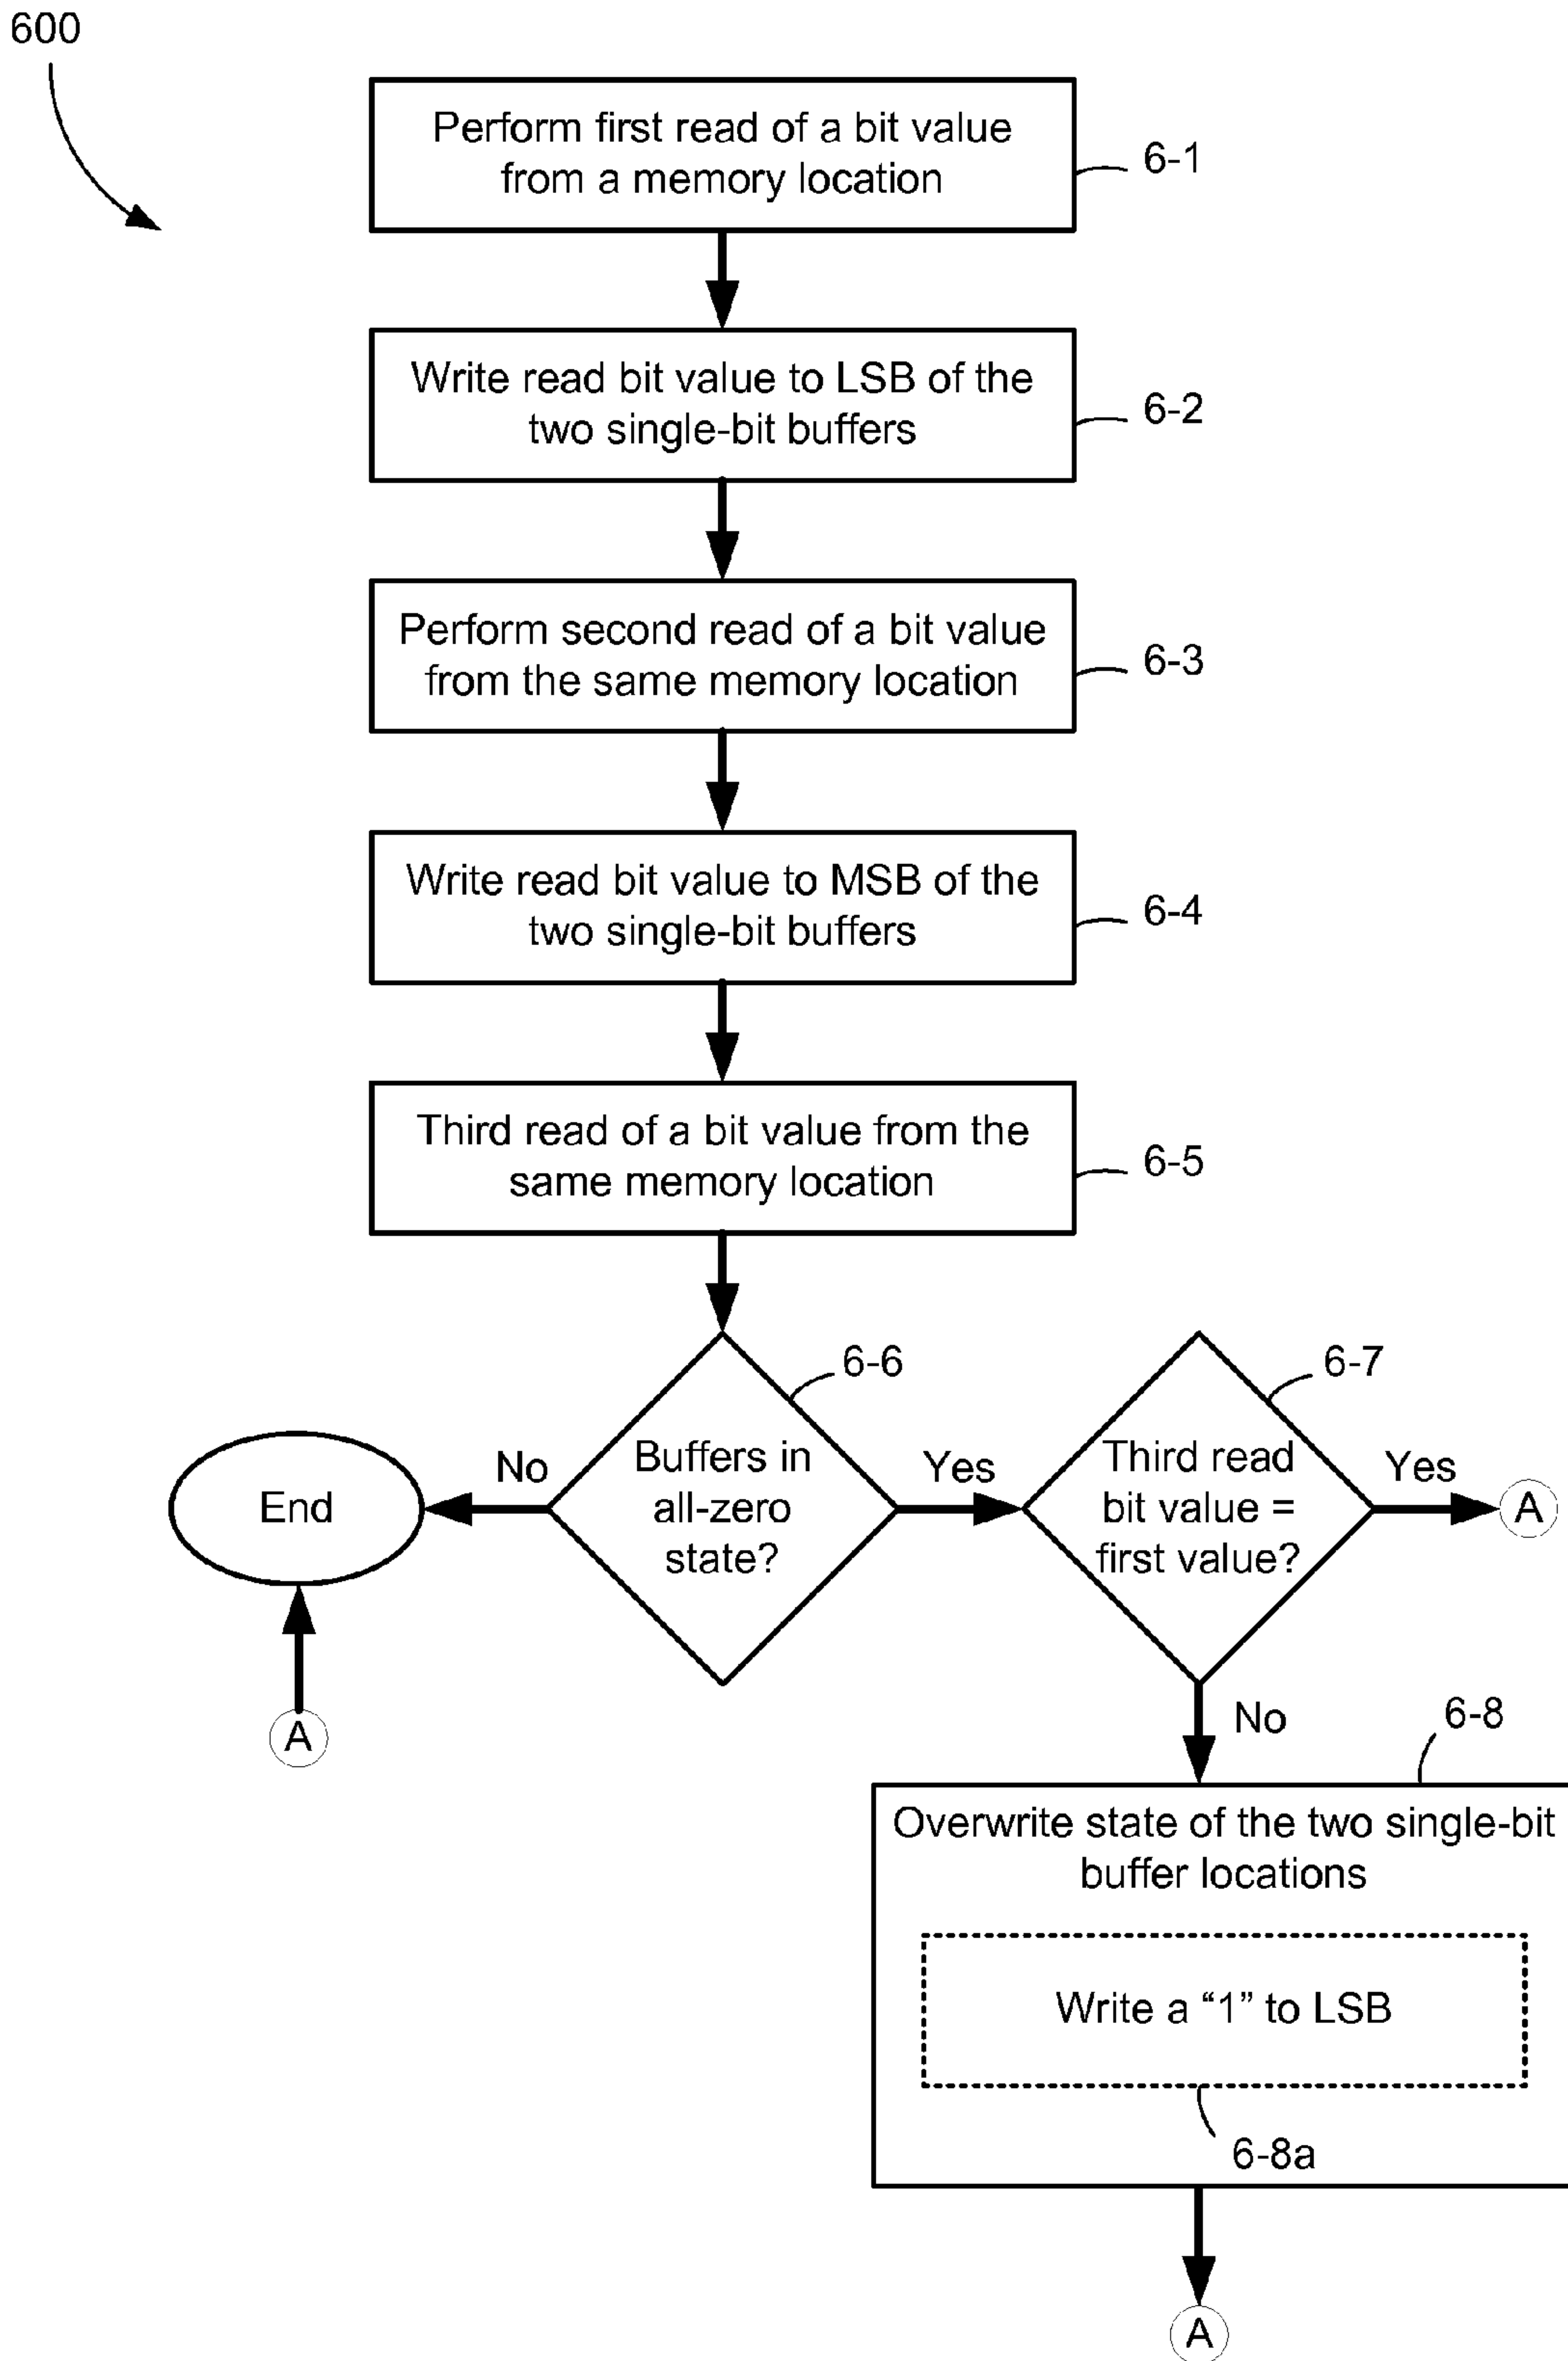 600
Perform first read of a bit value
from a memory location
6-1
Write read bit value to LSB of the
two single-bit buffers
6-2
Perform second read of a bit value
from the same memory location
6-3
Write read bit value to MSB of the
two single-bit buffers
6-4
Third read of a bit value from the
same memory location
6-5
6-6
6-7
End
No
Buffers in
all-zero
state?
Yes
Third read
bit value =
first value?
Yes
A
A
No
6-8
Overwrite state of the two single-bit
buffer locations
Write a “1” to LSB
6-8a
A